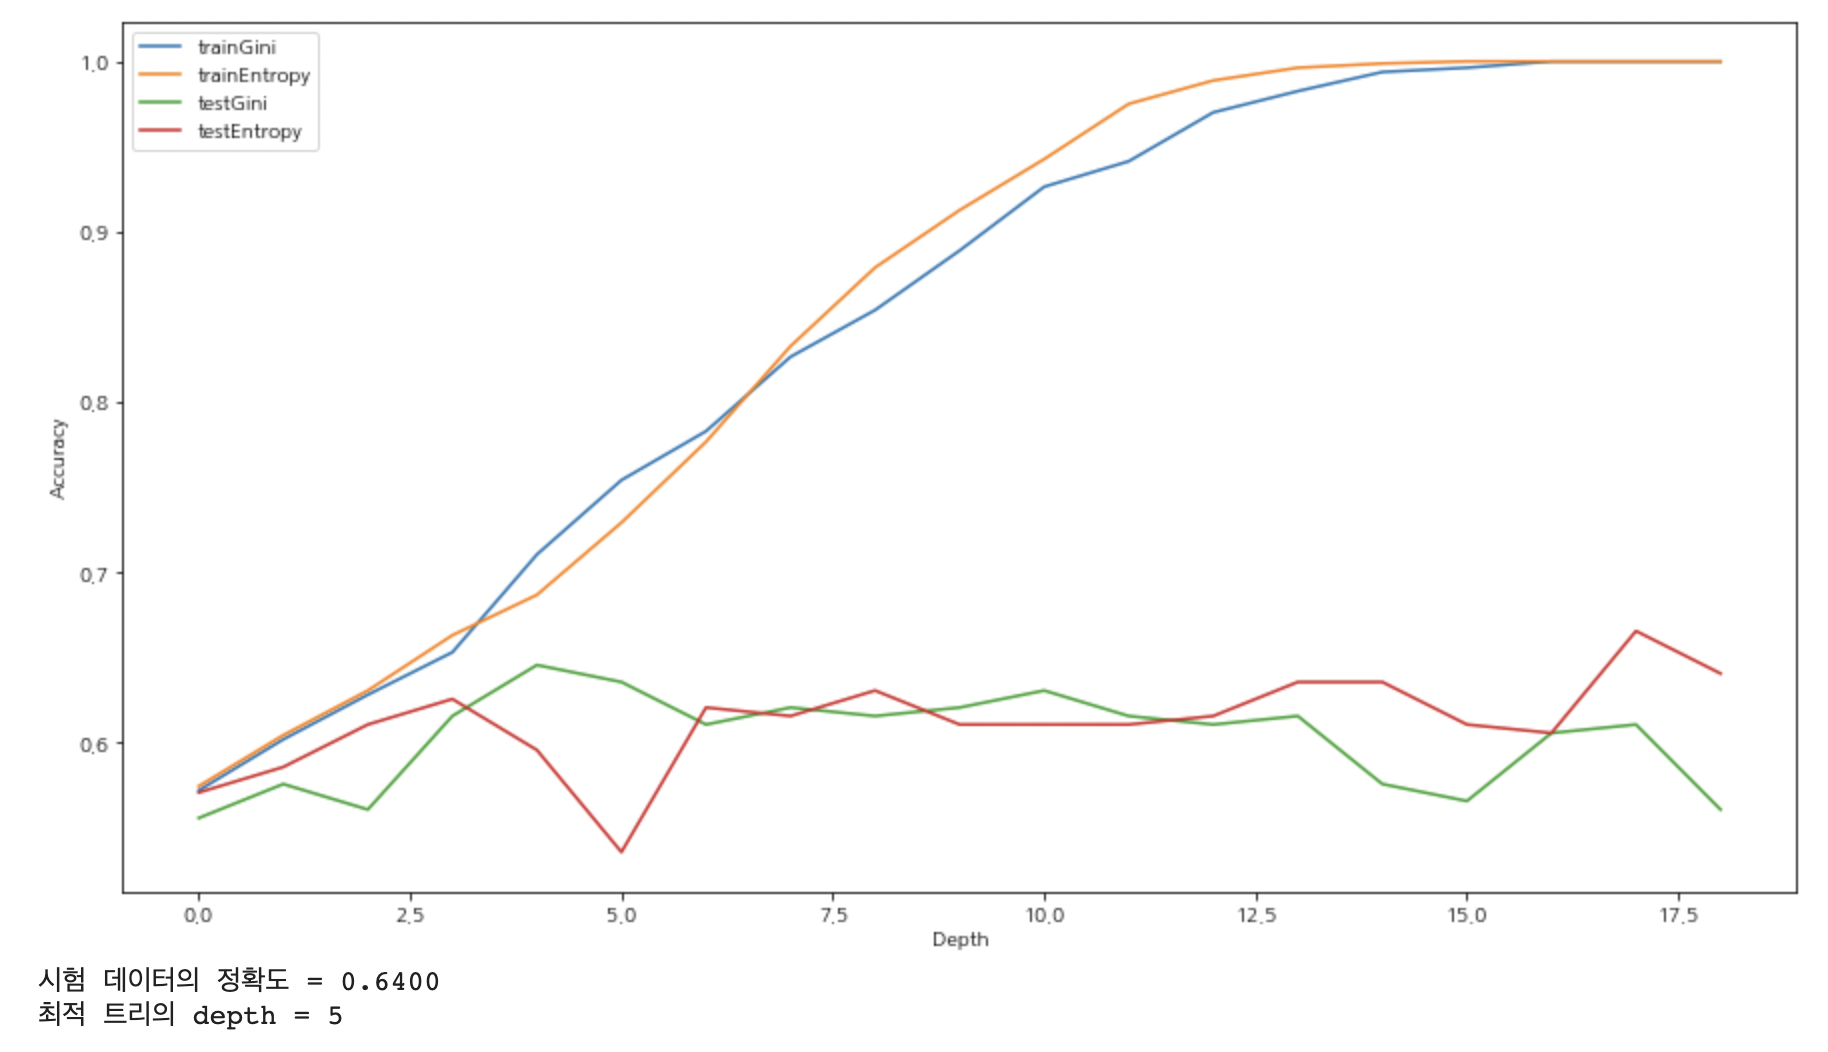 trainGini
trainEntropy
testGini
testEntropy
1.0
0.9
0.8
0.7
0.6
Accuracy
0.0 2.5 5.0 7.5 10.0 12.5 15.0 17.5
Depth
시험 데이터의 정확도 = 0.6400
최적 트리의 depth = 5